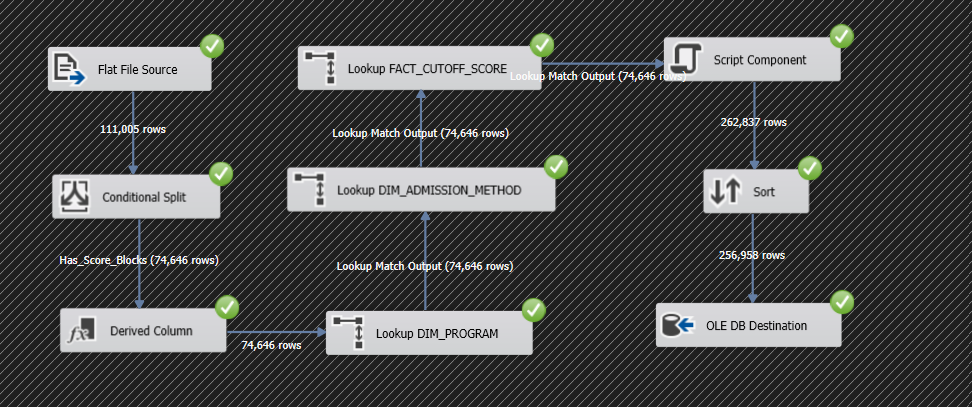 Flat File Source
111,005 rows
Conditional Split
Has_Score_Blocks (74,646 rows)
Derived Column
74,646 rows
Lookup DIM_PROGRAM
Lookup Match Output (74,646 rows)
Lookup DIM_ADMISSION_METHOD
Lookup Match Output (74,646 rows)
Lookup FACT_CUTOFF_SCORE
Lookup Match Output (74,646 rows)
Script Component
262,837 rows
Sort
256,958 rows
OLE DB Destination